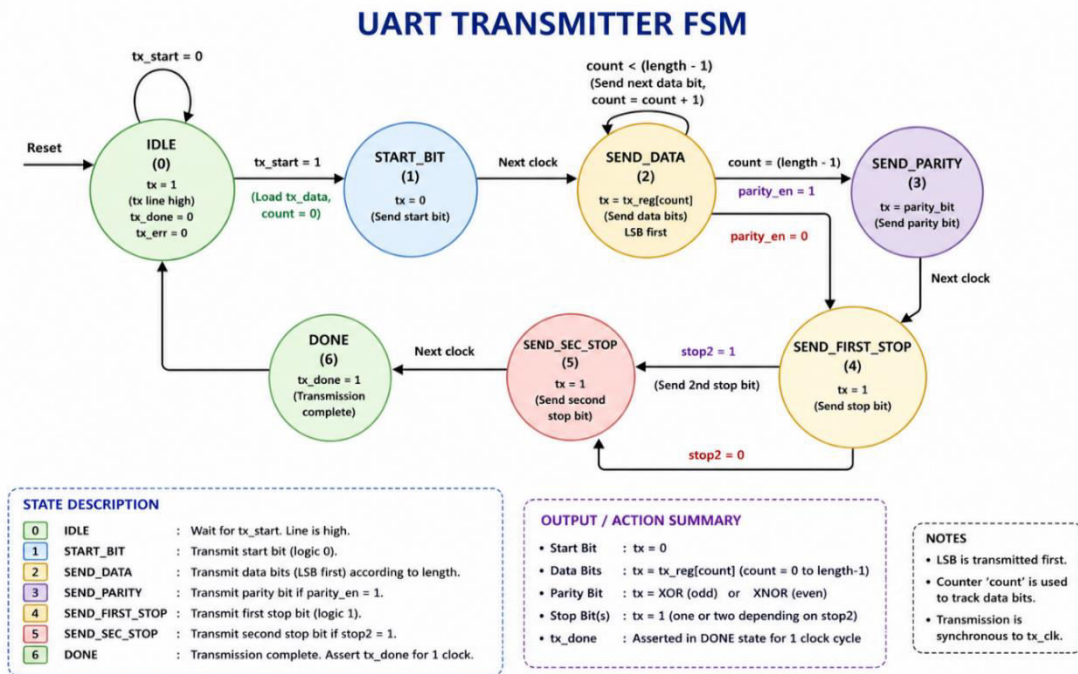 UART TRANSMITTER FSM
tx_start = 0
Reset
IDLE
(0)
tx = 1
(tx line high)
tx_done = 0
tx_err = 0
tx_start = 1
(Load tx_data,
count = 0)
START_BIT
(1)
tx = 0
(Send start bit)
Next clock
count < (length - 1)
(Send next data bit,
count = count + 1)
SEND_DATA
(2)
tx = tx_reg[count]
(Send data bits)
LSB first
count = (length - 1)
parity_en = 1
parity_en = 0
SEND_PARITY
(3)
tx = parity_bit
(Send parity bit)
Next clock
DONE
(6)
tx_done = 1
(Transmission
complete)
Next clock
SEND_SEC_STOP
(5)
tx = 1
(Send second
stop bit)
stop2 = 1
(Send 2nd stop bit)
stop2 = 0
SEND_FIRST_STOP
(4)
tx = 1
(Send stop bit)
STATE DESCRIPTION
0 IDLE : Wait for tx_start. Line is high.
1 START_BIT : Transmit start bit (logic 0).
2 SEND_DATA : Transmit data bits (LSB first) according to length.
3 SEND_PARITY : Transmit parity bit if parity_en = 1.
4 SEND_FIRST_STOP : Transmit first stop bit (logic 1).
5 SEND_SEC_STOP : Transmit second stop bit if stop2 = 1.
6 DONE : Transmission complete. Assert tx_done for 1 clock.
OUTPUT / ACTION SUMMARY
• Start Bit : tx = 0
• Data Bits : tx = tx_reg[count] (count = 0 to length-1)
• Parity Bit : tx = XOR (odd) or XNOR (even)
• Stop Bit(s) : tx = 1 (one or two depending on stop2)
• tx_done : Asserted in DONE state for 1 clock cycle
NOTES
• LSB is transmitted first.
• Counter 'count' is used
to track data bits.
• Transmission is
synchronous to tx_clk.